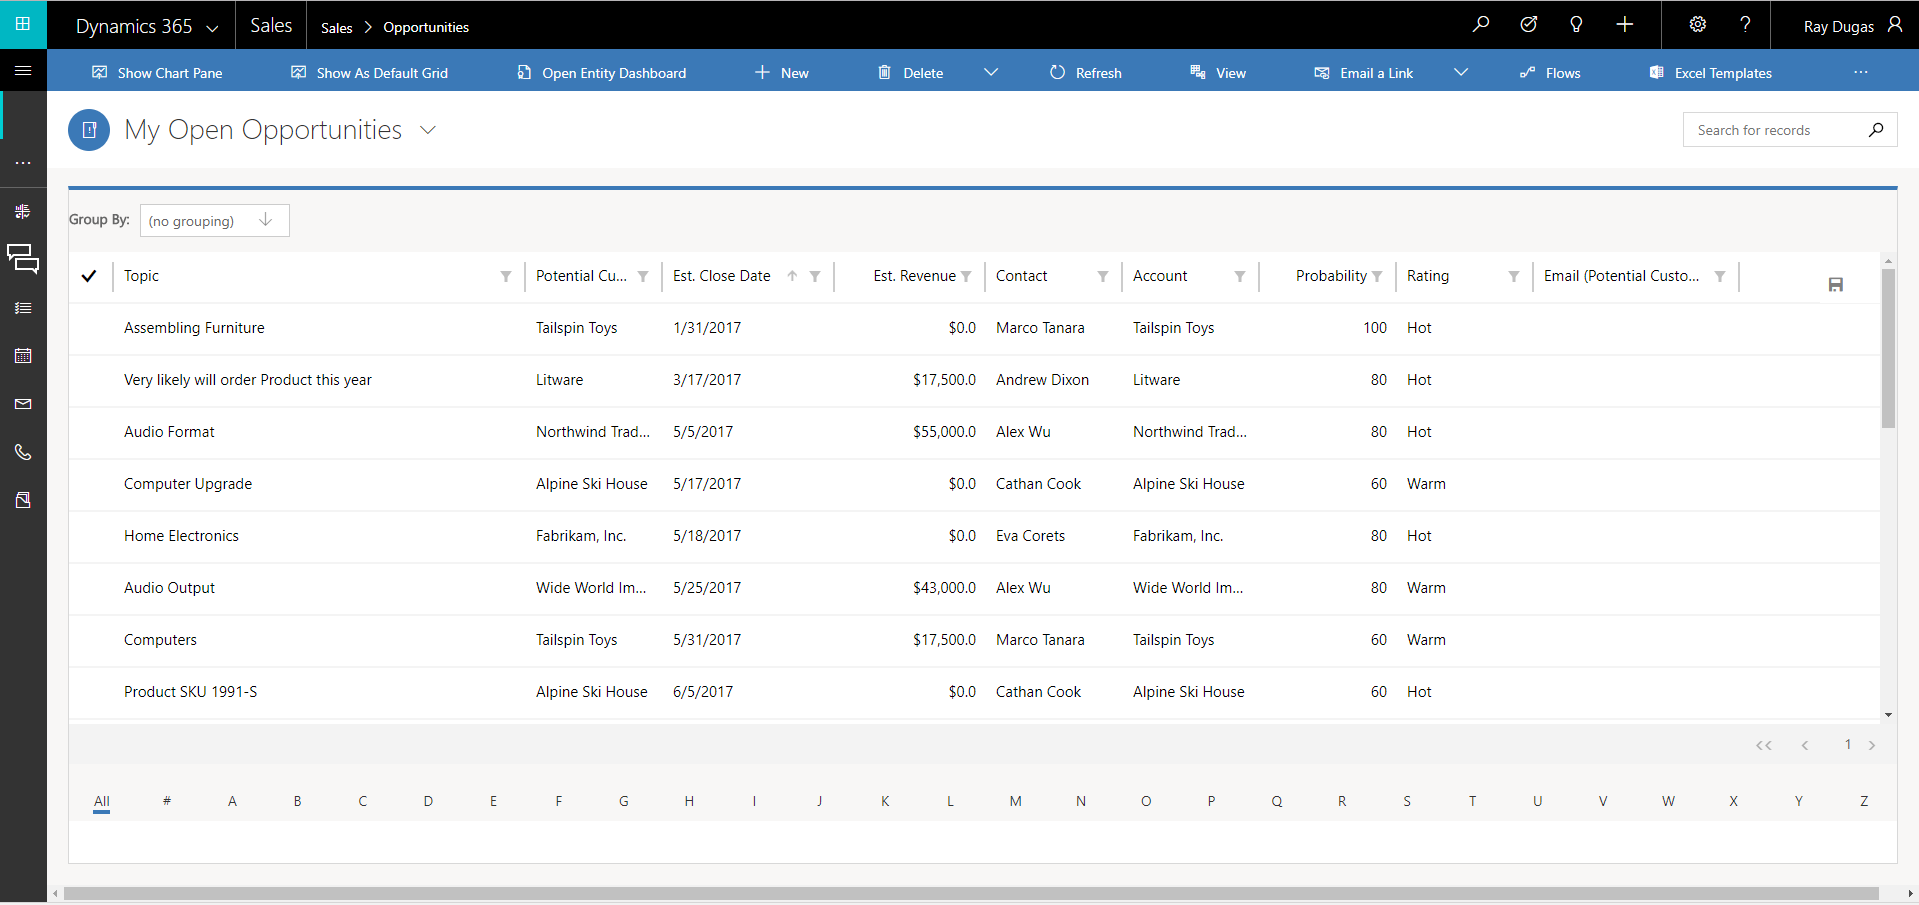 Dynamics 365 Sales Sales > Opportunities + ? Ray Dugas
Show Chart Pane Show As Default Grid Open Entity Dashboard + New Delete Refresh View Email a Link Flows Excel Templates ...
My Open Opportunities
Search for records
...
Group By: (no grouping)
Topic Potential Cu... Est. Close Date Est. Revenue Contact Account Probability Rating Email (Potential Custo...
Assembling Furniture Tailspin Toys 1/31/2017 $0.0 Marco Tanara Tailspin Toys 100 Hot
Very likely will order Product this year Litware 3/17/2017 $17,500.0 Andrew Dixon Litware 80 Hot
Audio Format Northwind Trad... 5/5/2017 $55,000.0 Alex Wu Northwind Trad... 80 Hot
Computer Upgrade Alpine Ski House 5/17/2017 $0.0 Cathan Cook Alpine Ski House 60 Warm
Home Electronics Fabrikam, Inc. 5/18/2017 $0.0 Eva Corets Fabrikam, Inc. 80 Hot
Audio Output Wide World Im... 5/25/2017 $43,000.0 Alex Wu Wide World Im... 80 Warm
Computers Tailspin Toys 5/31/2017 $17,500.0 Marco Tanara Tailspin Toys 60 Warm
Product SKU 1991-S Alpine Ski House 6/5/2017 $0.0 Cathan Cook Alpine Ski House 60 Hot
<< < 1 >
All # A B C D E F G H I J K L M N O P Q R S T U V W X Y Z